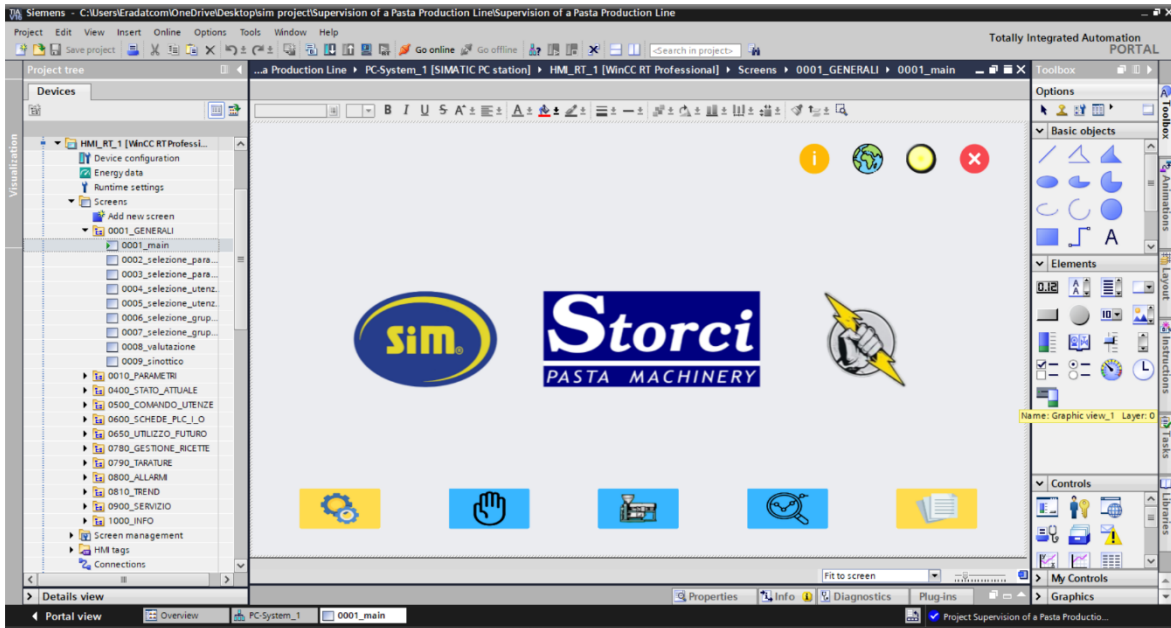 Siemens - C:\Users\Eradatcom\OneDrive\Desktop\sim project\Supervision of a Pasta Production Line\Supervision of a Pasta Production Line
Project Edit View Insert Online Options Tools Window Help
Totally Integrated Automation
PORTAL
Save project
Go online
Go offline
<Search in project>
Project tree
...a Production Line ▸ PC-System_1 [SIMATIC PC station] ▸ HMI_RT_1 [WinCC RT Professional] ▸ Screens ▸ 0001_GENERALI ▸ 0001_main
Toolbox
Devices
Options
B I U S A
Visualization
HMI_RT_1 [WinCC RT Professi...
Device configuration
Energy data
Runtime settings
Screens
Add new screen
0001_GENERALI
0001_main
0002_selezione_para...
0003_selezione_para...
0004_selezione_utenz...
0005_selezione_utenz...
0006_selezione_grup...
0007_selezione_grup...
0008_valutazione
0009_sinottico
0010_PARAMETRI
0400_STATO_ATTUALE
0500_COMANDO_UTENZE
0600_SCHEDE_PLC_I_O
0650_UTILIZZO_FUTURO
0780_GESTIONE_RICETTE
0790_TARATURE
0800_ALLARMI
0810_TREND
0900_SERVIZIO
1000_INFO
Screen management
HMI tags
Connections
Details view
i
sim®
Storci
PASTA MACHINERY
Fit to screen
Properties
Info
Diagnostics
Plug-ins
Basic objects
A
Elements
0.12
10
Name: Graphic view_1 Layer: 0
Controls
My Controls
Graphics
Toolbox
Animations
Layout
Instructions
Tasks
Libraries
Portal view
Overview
PC-System_1
0001_main
Project Supervision of a Pasta Productio...